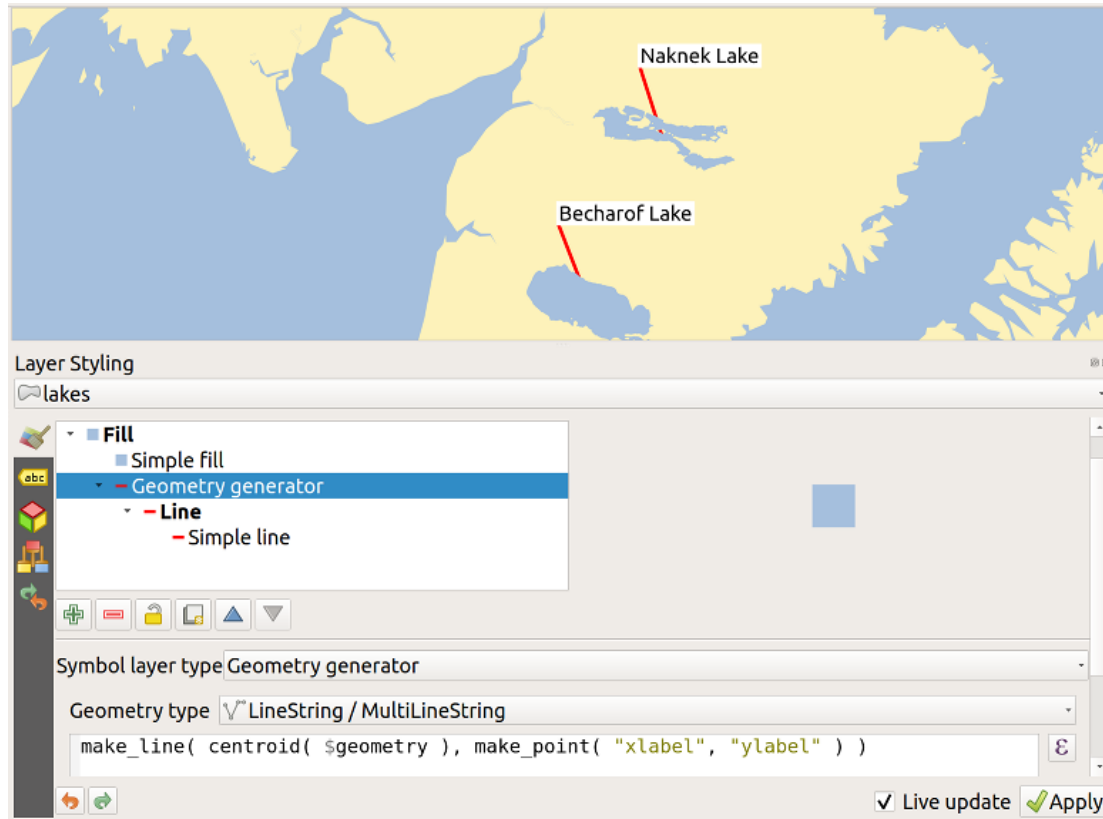 Naknek Lake
Becharof Lake
Layer Styling
lakes
Fill
Simple fill
abc
Geometry generator
Line
Simple line
Symbol layer type Geometry generator
Geometry type LineString / MultiLineString
make_line( centroid( $geometry ), make_point( "xlabel", "ylabel" ) )
ε
Live update Apply